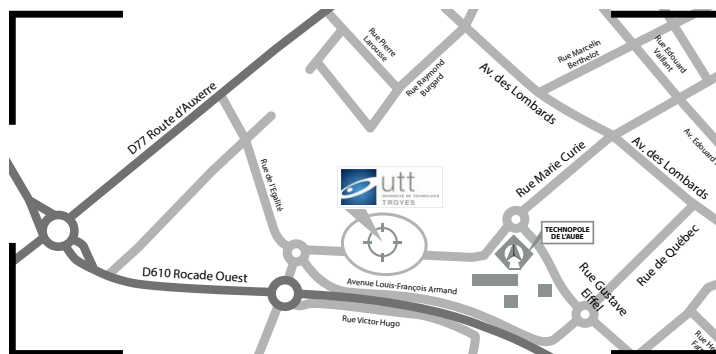 Rue Pierre
Larousse
Rue Raymond
Burgard
Rue Marcelin
Berthelot
Rue Edouard
Vaillant
Av. des Lombards
D77 Route d'Auxerre
Rue de l'Egalité
utt
UNIVERSITÉ DE TECHNOLOGIE
TROYES
Rue Marie Curie
Av. des Lombards
Av. Edouard
TECHNOPOLE
DE L'AUBE
Rue de Québec
D610 Rocade Ouest
Avenue Louis-François Armand
Rue Gustave
Eiffel
Rue Victor Hugo